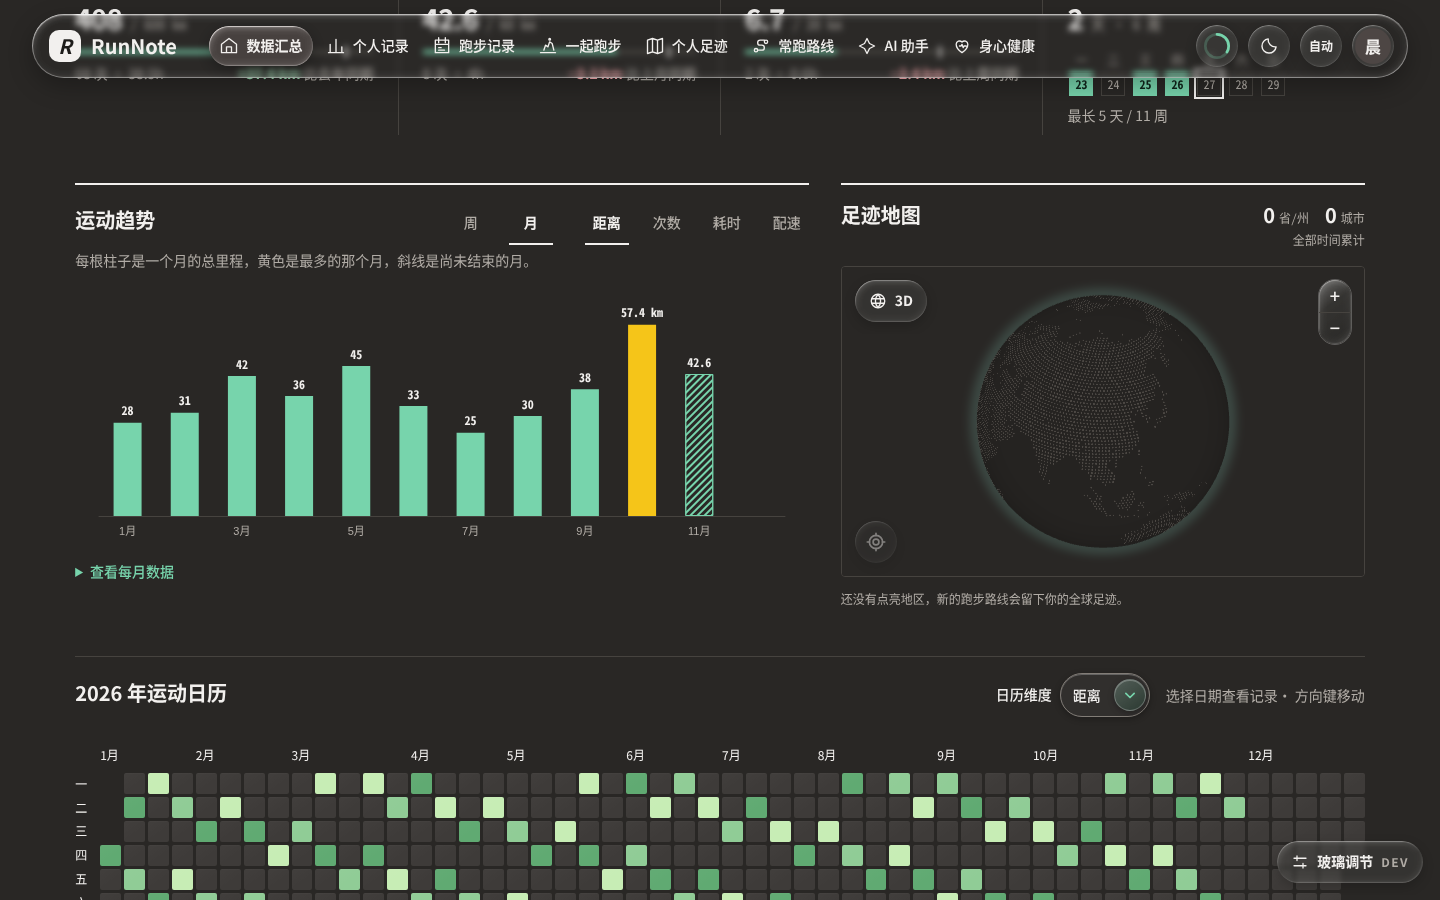 R RunNote 数据汇总 个人记录 跑步记录 一起跑步 个人足迹 常跑路线 AI 助手 身心健康 自动 晨
408
42.6
6.7
2
23 24 25 26 27 28 29
最长 5 天 / 11 周
运动趋势 周 月 距离 次数 耗时 配速
每根柱子是一个月的总里程，黄色是最多的那个月，斜线是尚未结束的月。
28 31 42 36 45 33 25 30 38 57.4 km 42.6
1月 3月 5月 7月 9月 11月
▶ 查看每月数据
足迹地图 0 省/州 0 城市
全部时间累计
3D + −
还没有点亮地区，新的跑步路线会留下你的全球足迹。
2026 年运动日历 日历维度 距离 选择日期查看记录 · 方向键移动
1月 2月 3月 4月 5月 6月 7月 8月 9月 10月 11月 12月
一
二
三
四
五
玻璃调节 DEV